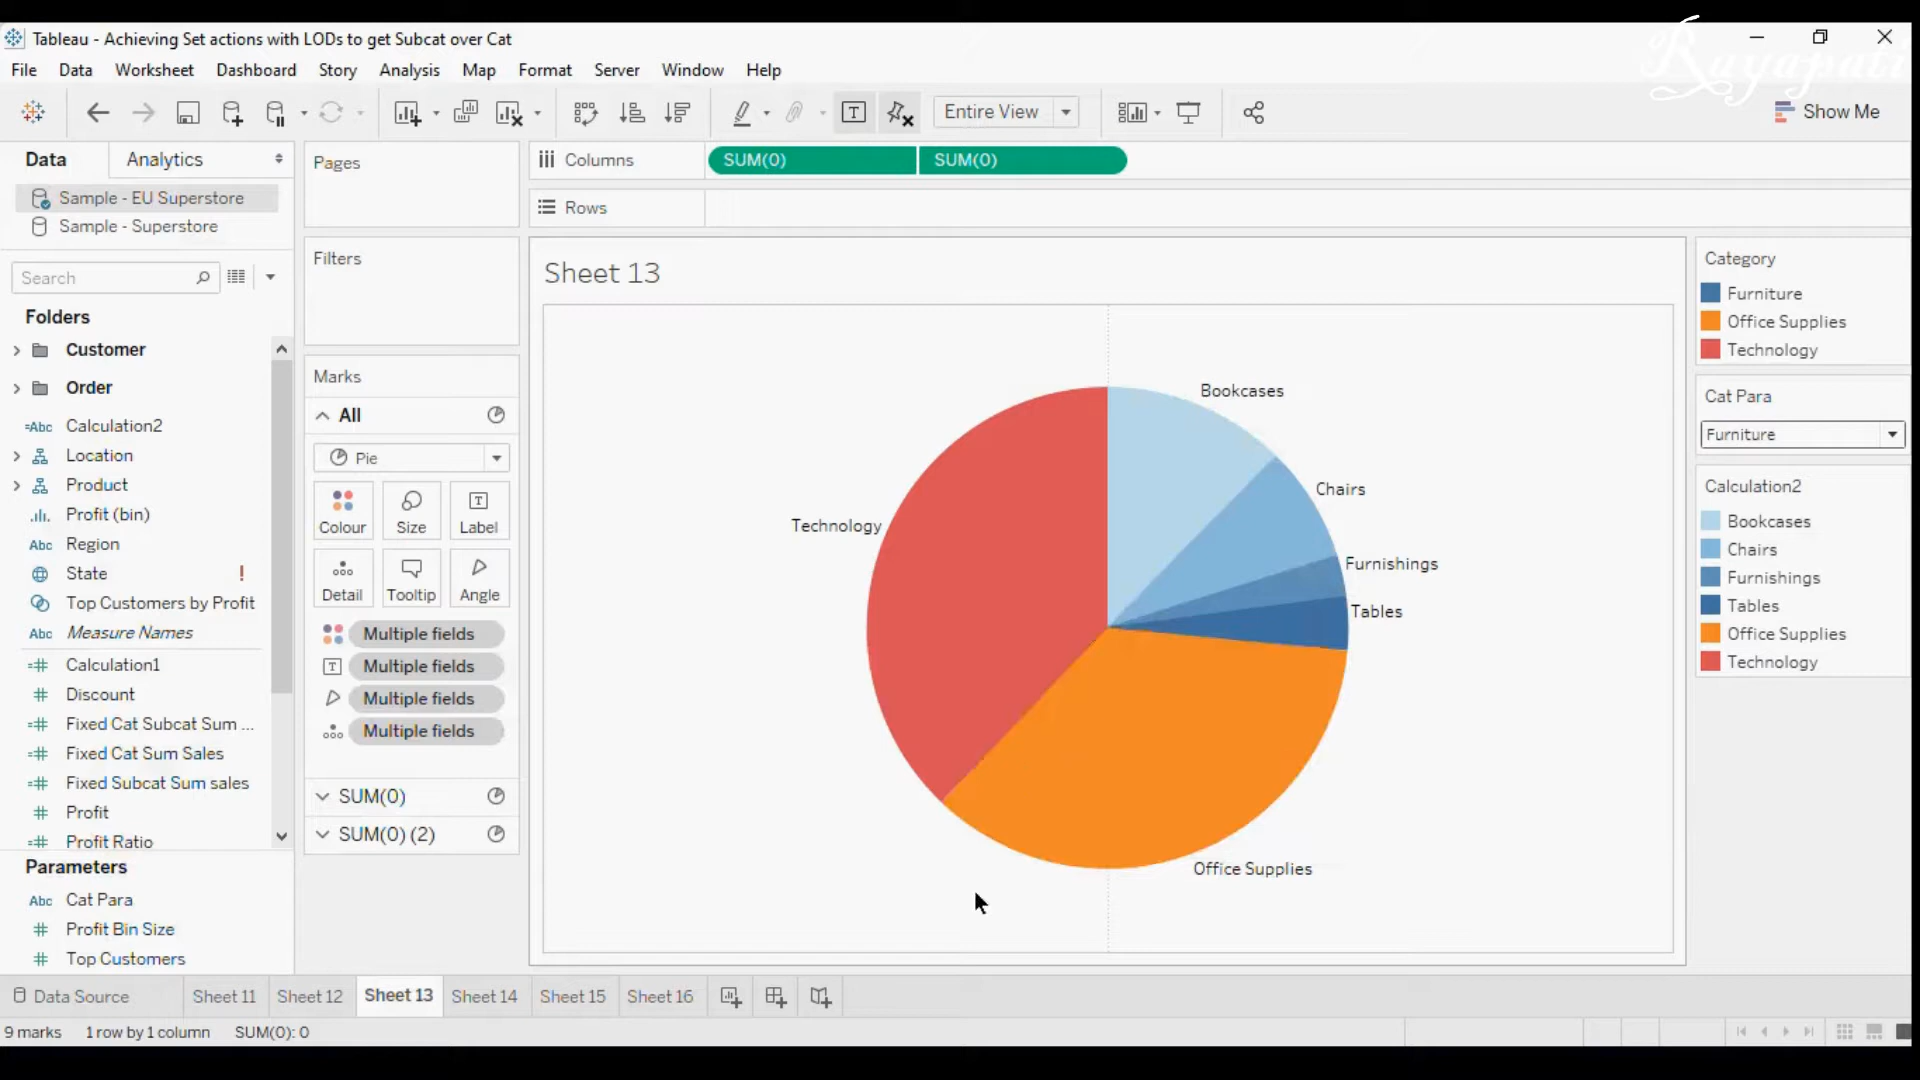 Rayapati
Tableau - Achieving Set actions with LODs to get Subcat over Cat
File Data Worksheet Dashboard Story Analysis Map Format Server Window Help
Entire View
Show Me
Data Analytics
Sample - EU Superstore
Sample - Superstore
Search
Folders
Customer
Order
=Abc Calculation2
Location
Product
Profit (bin)
Abc Region
State !
Top Customers by Profit
Abc Measure Names
=# Calculation1
# Discount
=# Fixed Cat Subcat Sum ...
=# Fixed Cat Sum Sales
=# Fixed Subcat Sum sales
# Profit
=# Profit Ratio
Parameters
Abc Cat Para
# Profit Bin Size
# Top Customers
Pages
Filters
Marks
All
Pie
Colour Size Label
Detail Tooltip Angle
Multiple fields
Multiple fields
Multiple fields
Multiple fields
SUM(0)
SUM(0) (2)
Columns SUM(0) SUM(0)
Rows
Sheet 13
Bookcases
Chairs
Technology
Furnishings
Tables
Office Supplies
Category
Furniture
Office Supplies
Technology
Cat Para
Furniture
Calculation2
Bookcases
Chairs
Furnishings
Tables
Office Supplies
Technology
Data Source Sheet 11 Sheet 12 Sheet 13 Sheet 14 Sheet 15 Sheet 16
9 marks 1 row by 1 column SUM(0): 0